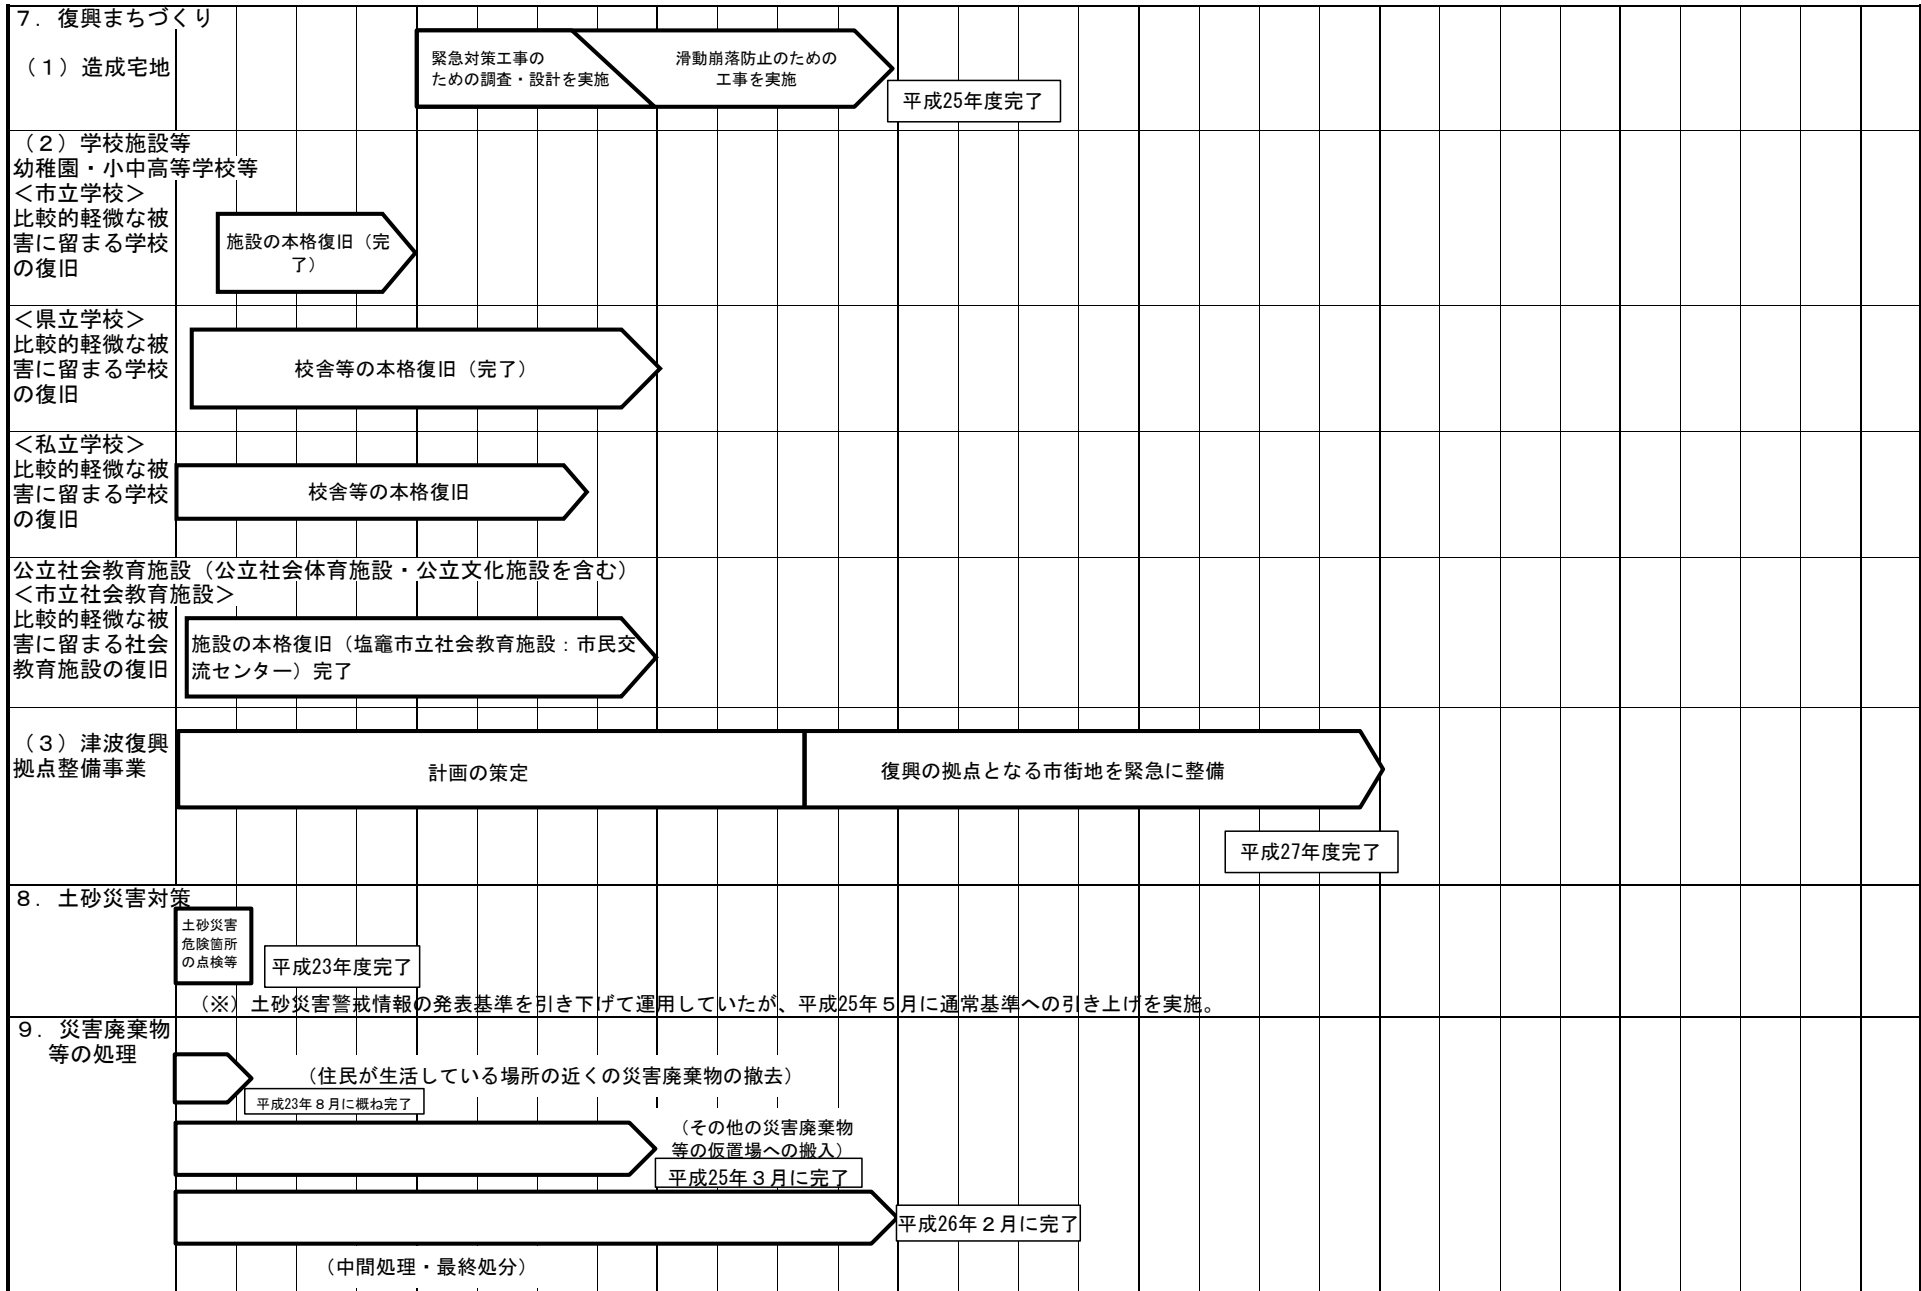 ７．復興まちづくり
（１）造成宅地
緊急対策工事の
ための調査・設計を実施
滑動崩落防止のための
工事を実施
平成25年度完了
（２）学校施設等
幼稚園・小中高等学校等
＜市立学校＞
比較的軽微な被
害に留まる学校
の復旧
施設の本格復旧（完
了）
＜県立学校＞
比較的軽微な被
害に留まる学校
の復旧
校舎等の本格復旧（完了）
＜私立学校＞
比較的軽微な被
害に留まる学校
の復旧
校舎等の本格復旧
公立社会教育施設（公立社会体育施設・公立文化施設を含む）
＜市立社会教育施設＞
比較的軽微な被
害に留まる社会
教育施設の復旧
施設の本格復旧（塩竈市立社会教育施設：市民交
流センター）完了
（３）津波復興
拠点整備事業
計画の策定
復興の拠点となる市街地を緊急に整備
平成27年度完了
８．土砂災害対策
土砂災害
危険箇所
の点検等
平成23年度完了
（※）土砂災害警戒情報の発表基準を引き下げて運用していたが、平成25年５月に通常基準への引き上げを実施。
９．災害廃棄物
等の処理
（住民が生活している場所の近くの災害廃棄物の撤去）
平成23年８月に概ね完了
（その他の災害廃棄物
等の仮置場への搬入）
平成25年３月に完了
平成26年２月に完了
（中間処理・最終処分）